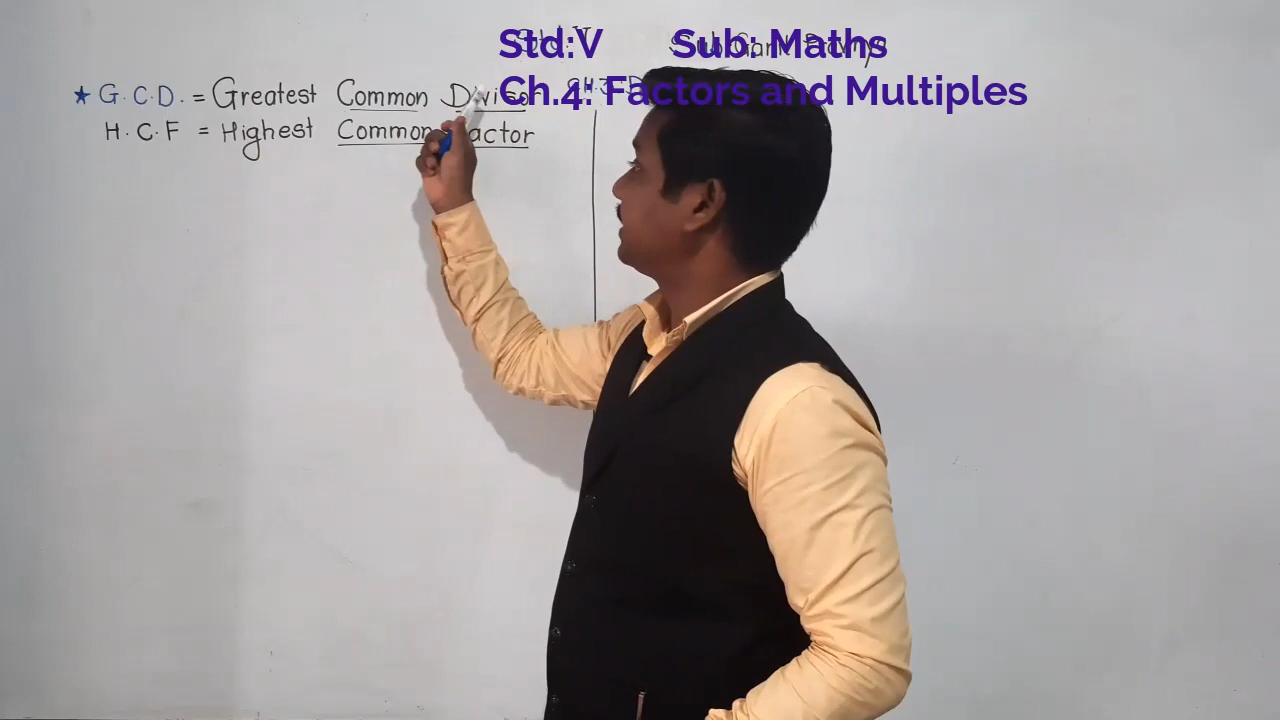 Std:V Sub: Maths
Ch.4: Factors and Multiples
★ G.C.D. = Greatest Common Divisor
H.C.F = Highest Common Factor